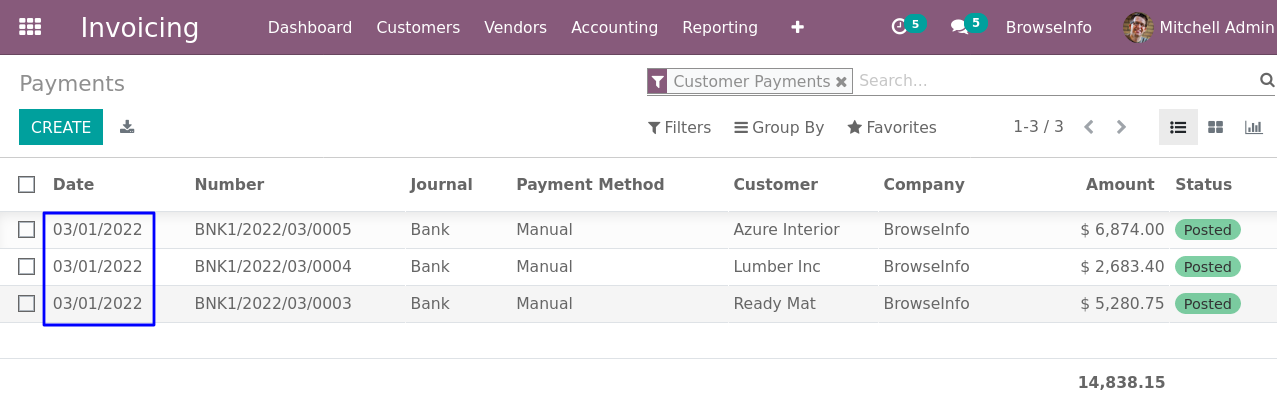 Invoicing Dashboard Customers Vendors Accounting Reporting 5 5 BrowseInfo Mitchell Admin
Payments Customer Payments Search...
CREATE Filters Group By Favorites 1-3 / 3
Date Number Journal Payment Method Customer Company Amount Status
03/01/2022 BNK1/2022/03/0005 Bank Manual Azure Interior BrowseInfo $ 6,874.00 Posted
03/01/2022 BNK1/2022/03/0004 Bank Manual Lumber Inc BrowseInfo $ 2,683.40 Posted
03/01/2022 BNK1/2022/03/0003 Bank Manual Ready Mat BrowseInfo $ 5,280.75 Posted
14,838.15